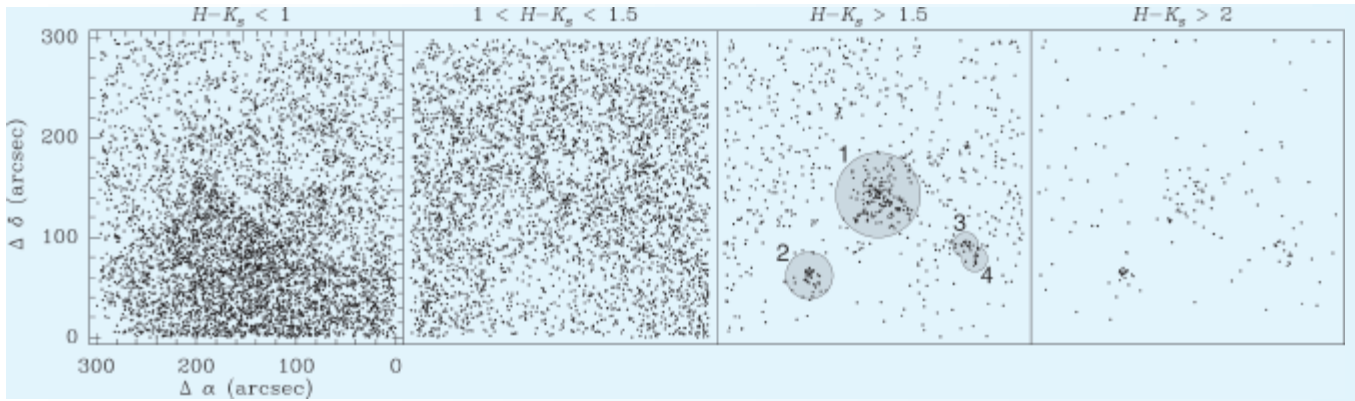 H−Ks < 1
1 < H−Ks < 1.5
H−Ks > 1.5
H−Ks > 2
300
200
100
0
Δ δ (arcsec)
1
2
3
4
300 200 100 0
Δ α (arcsec)